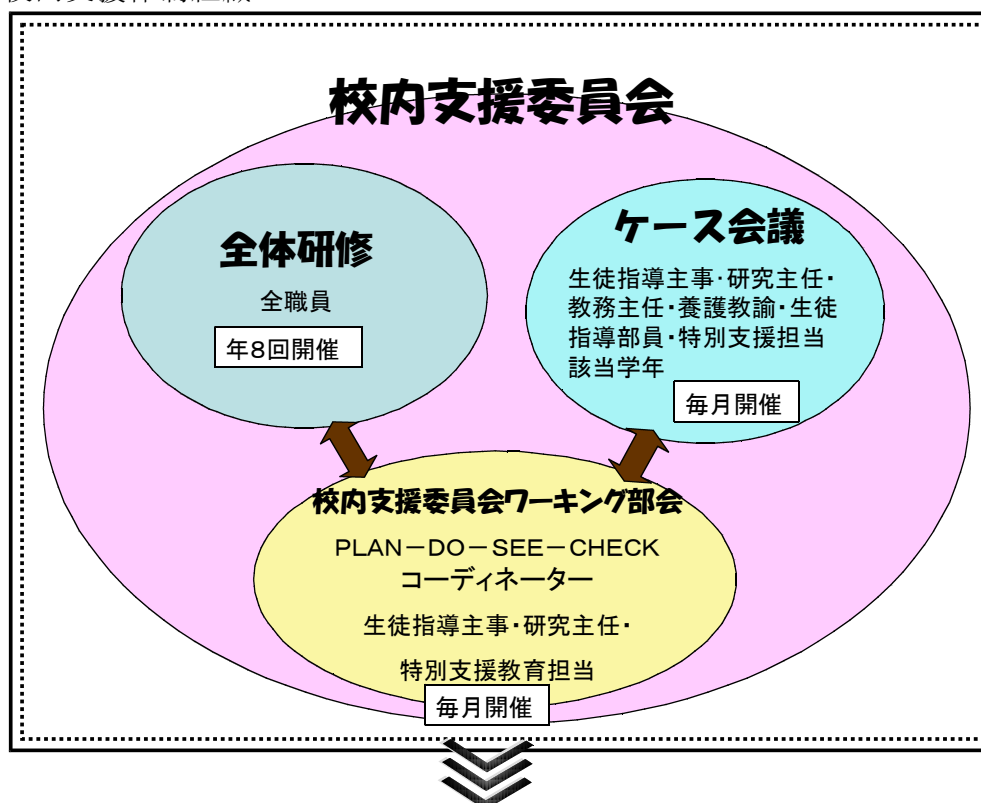 校内支援委員会
全体研修
全職員
年8回開催
ケース会議
生徒指導主事・研究主任・
教務主任・養護教諭・生徒
指導部員・特別支援担当
該当学年
毎月開催
校内支援委員会ワーキング部会
PLAN－DO－SEE－CHECK
コーディネーター
生徒指導主事・研究主任・
特別支援教育担当
毎月開催